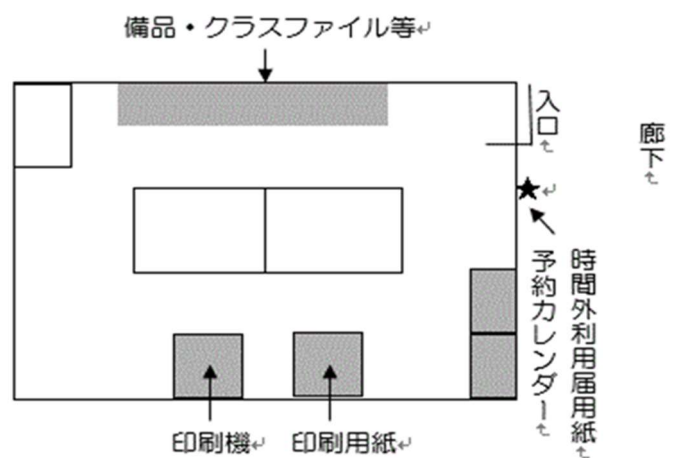 備品・クラスファイル等
入口
廊下
★
予約カレンダー
時間外利用届用紙
印刷機
印刷用紙